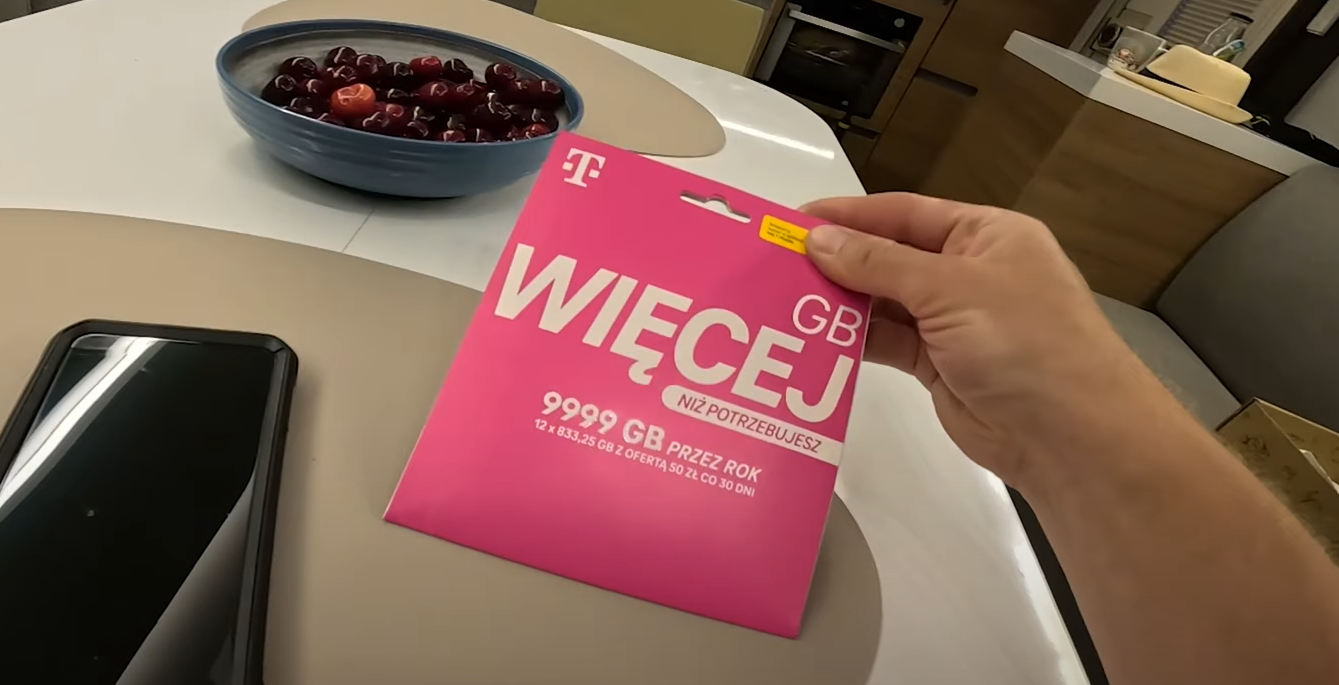 T
GB
WIĘCEJ
NIŻ POTRZEBUJESZ
9999 GB PRZEZ ROK
12 x 833,25 GB Z OFERTĄ 50 ZŁ CO 30 DNI